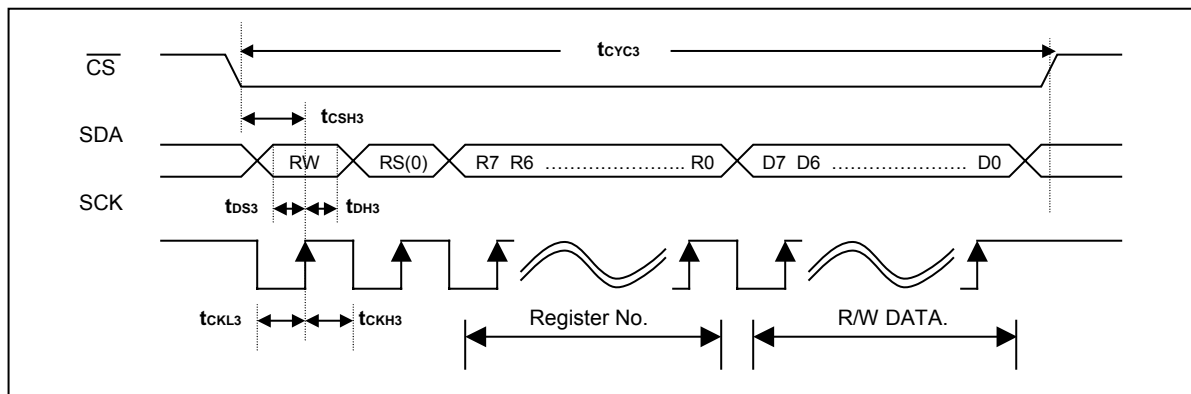 tCYC3
CS
tCSH3
SDA
RW RS(0) R7 R6 ........................ R0 D7 D6 ....................... D0
SCK
tDS3 tDH3
tCKL3 tCKH3 Register No. R/W DATA.